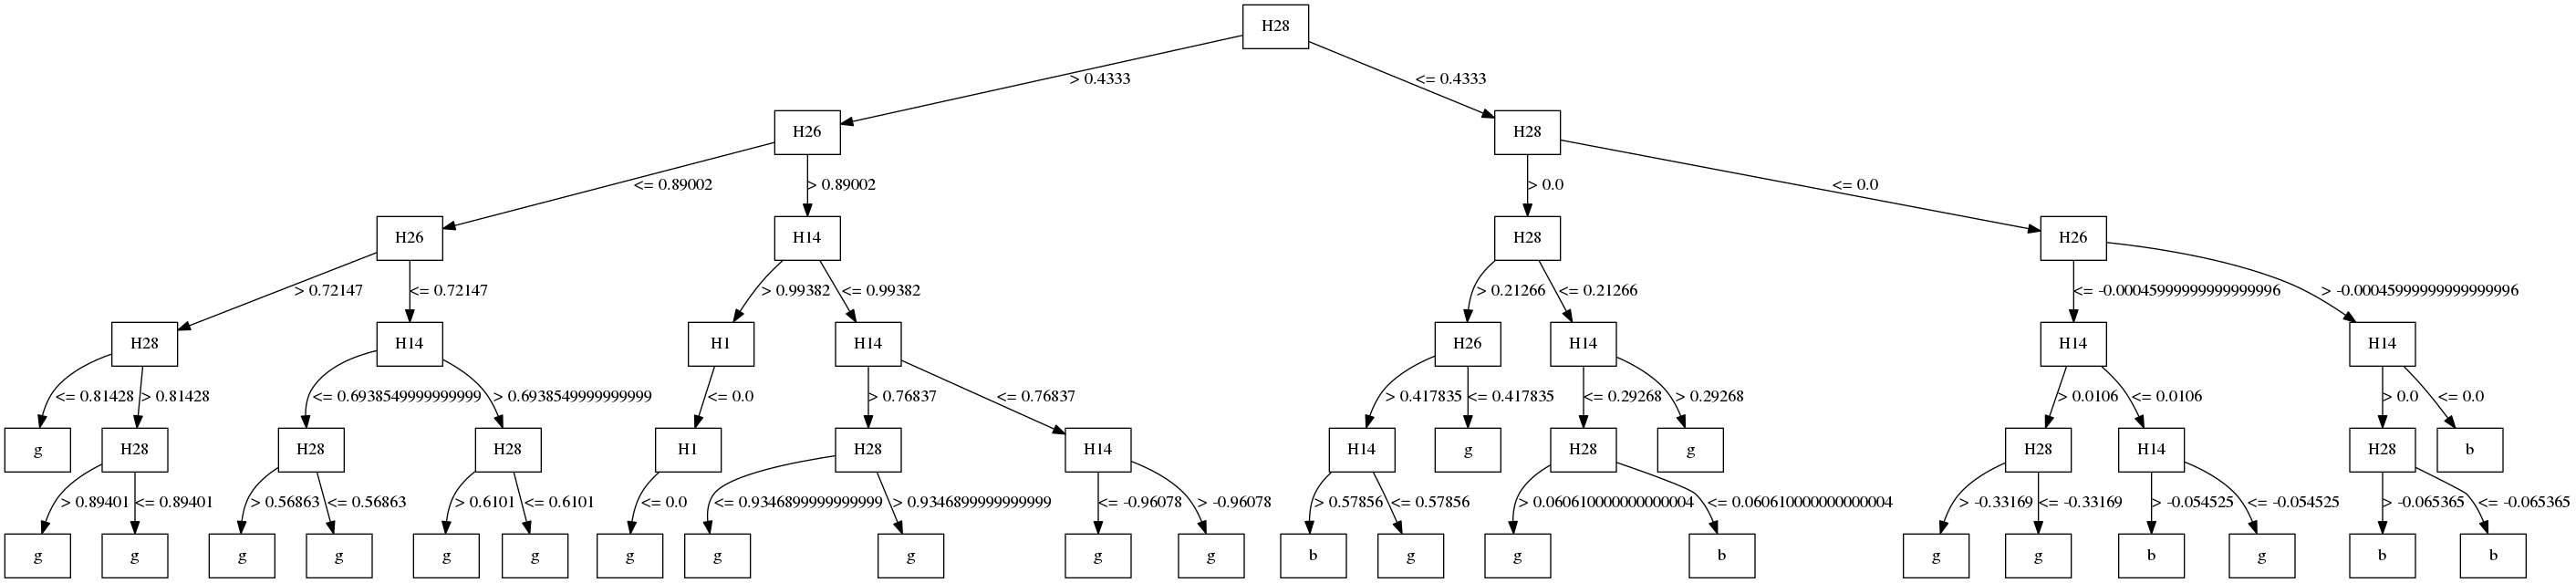 H28
> 0.4333
<= 0.4333
H26
H28
<= 0.89002
> 0.89002
> 0.0
<= 0.0
H26
H14
H28
H26
> 0.72147
<= 0.72147
> 0.99382
<= 0.99382
> 0.21266
<= 0.21266
<= -0.00045999999999999996
> -0.00045999999999999996
H28
H14
H1
H14
H26
H14
H14
H14
<= 0.81428
> 0.81428
<= 0.6938549999999999
> 0.6938549999999999
<= 0.0
> 0.76837
<= 0.76837
> 0.417835
<= 0.417835
<= 0.29268
> 0.29268
> 0.0106
<= 0.0106
> 0.0
<= 0.0
g
H28
H28
H28
H1
H28
H14
H14
g
H28
g
H28
H14
H28
b
> 0.89401
<= 0.89401
> 0.56863
<= 0.56863
> 0.6101
<= 0.6101
<= 0.0
<= 0.9346899999999999
> 0.9346899999999999
<= -0.96078
> -0.96078
> 0.57856
<= 0.57856
> 0.060610000000000004
<= 0.060610000000000004
> -0.33169
<= -0.33169
> -0.054525
<= -0.054525
> -0.065365
<= -0.065365
g
g
g
g
g
g
g
g
g
g
g
b
g
g
b
g
g
b
g
b
b